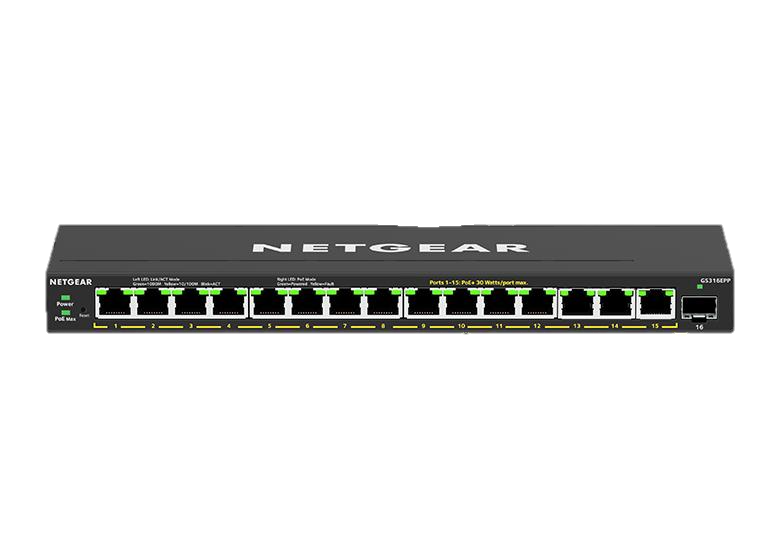 NETGEAR
NETGEAR
Left LED: Link/ACT Mode
Green=1000M Yellow=10/100M Blink=ACT
Right LED: PoE Mode
Green=Powered Yellow=Fault
Ports 1-15: PoE+ 30 Watts/port max.
GS316EPP
Power
PoE Max
Reset
1 2 3 4 5 6 7 8 9 10 11 12 13 14 15 16